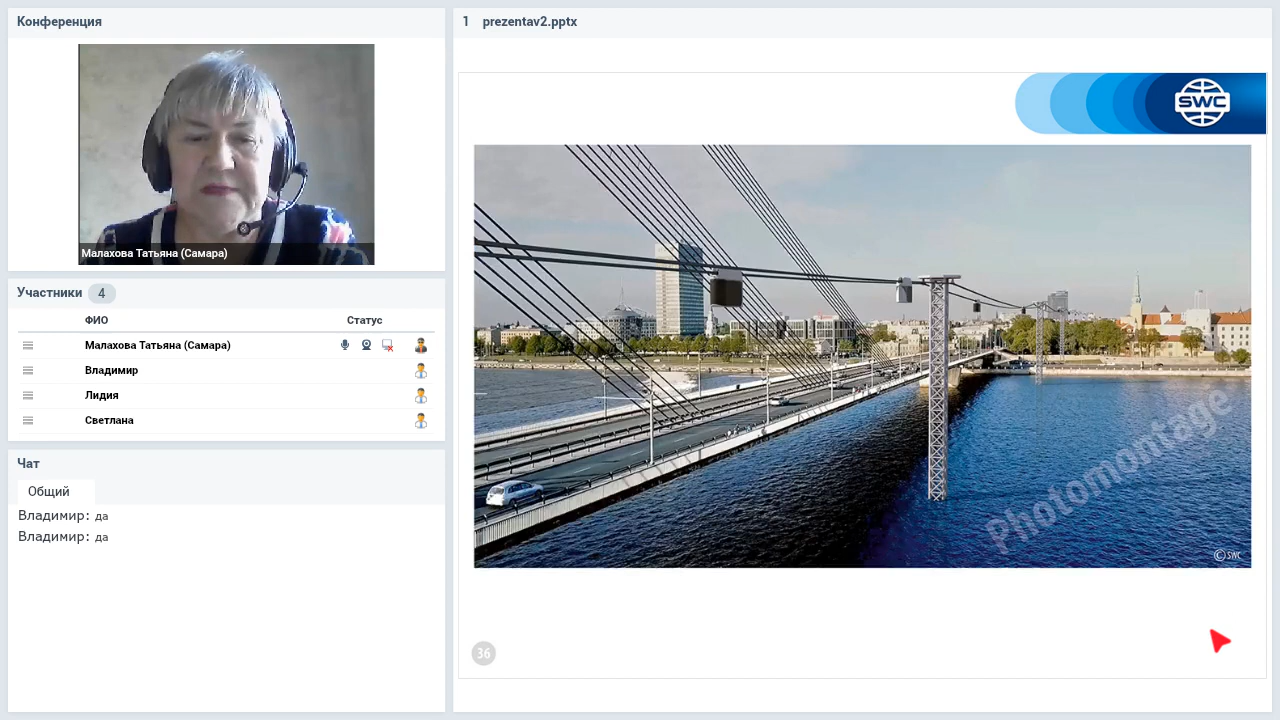 Конференция
Малахова Татьяна (Самара)
Участники 4
ФИО Статус
Малахова Татьяна (Самара)
Владимир
Лидия
Светлана
Чат
Общий
Владимир: да
Владимир: да
1 prezentav2.pptx
SWC
Photomontage
© SWC
36